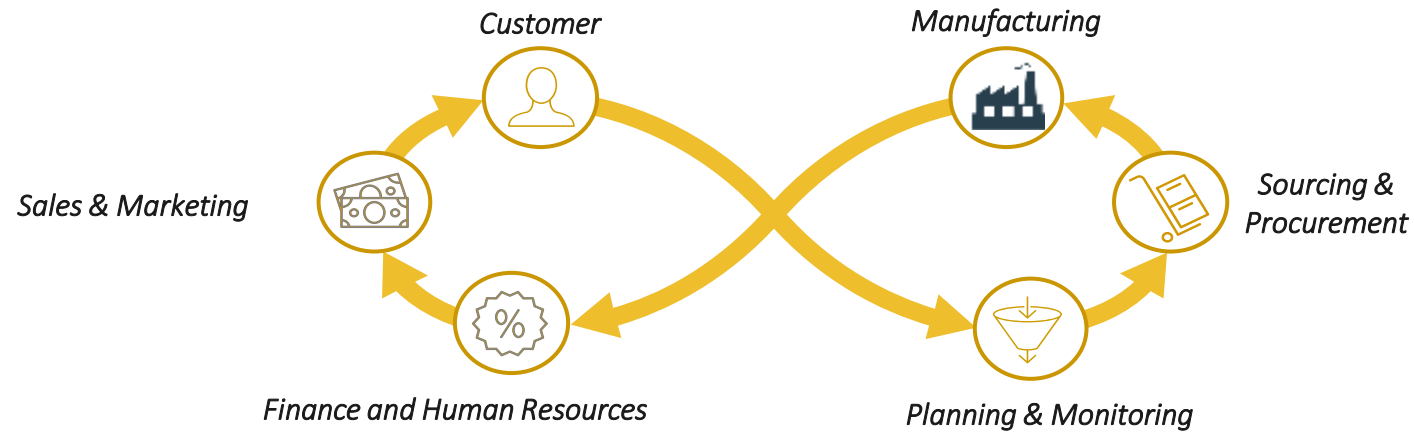 Customer
Manufacturing
Sales & Marketing
Sourcing &
Procurement
%
Finance and Human Resources
Planning & Monitoring